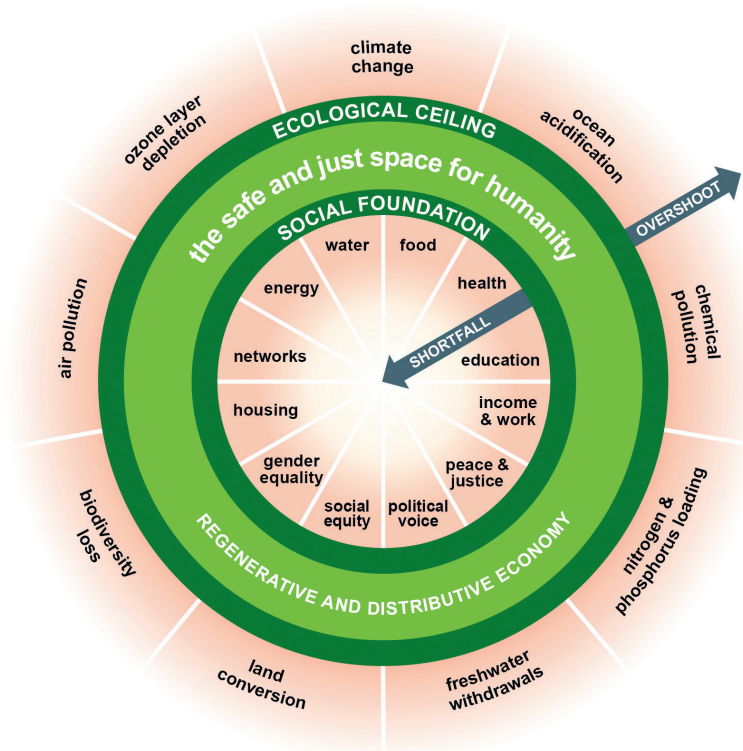 climate
change
ocean
acidification
chemical
pollution
nitrogen &
phosphorus loading
freshwater
withdrawals
land
conversion
biodiversity
loss
air pollution
ozone layer
depletion
OVERSHOOT
ECOLOGICAL CEILING
the safe and just space for humanity
SOCIAL FOUNDATION
water
food
health
SHORTFALL
education
income
& work
peace &
justice
political
voice
social
equity
gender
equality
housing
networks
energy
REGENERATIVE AND DISTRIBUTIVE ECONOMY